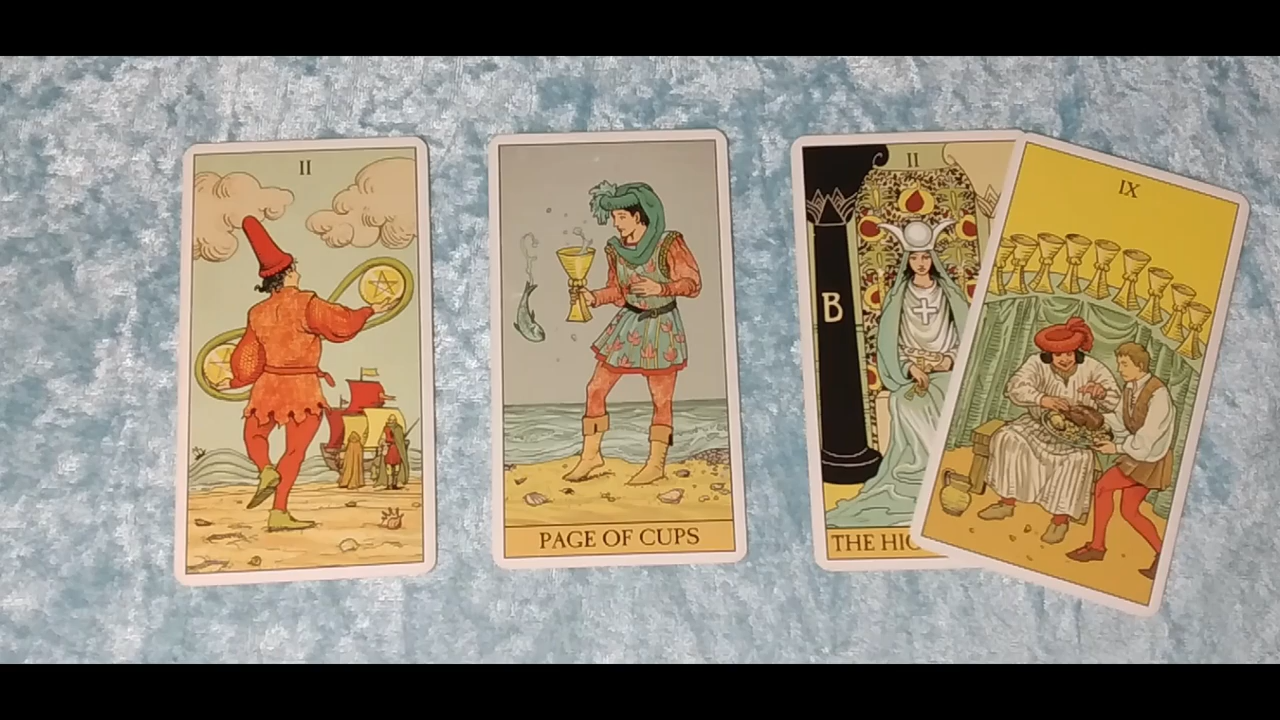 II
PAGE OF CUPS
II
B
THE HIG
IX